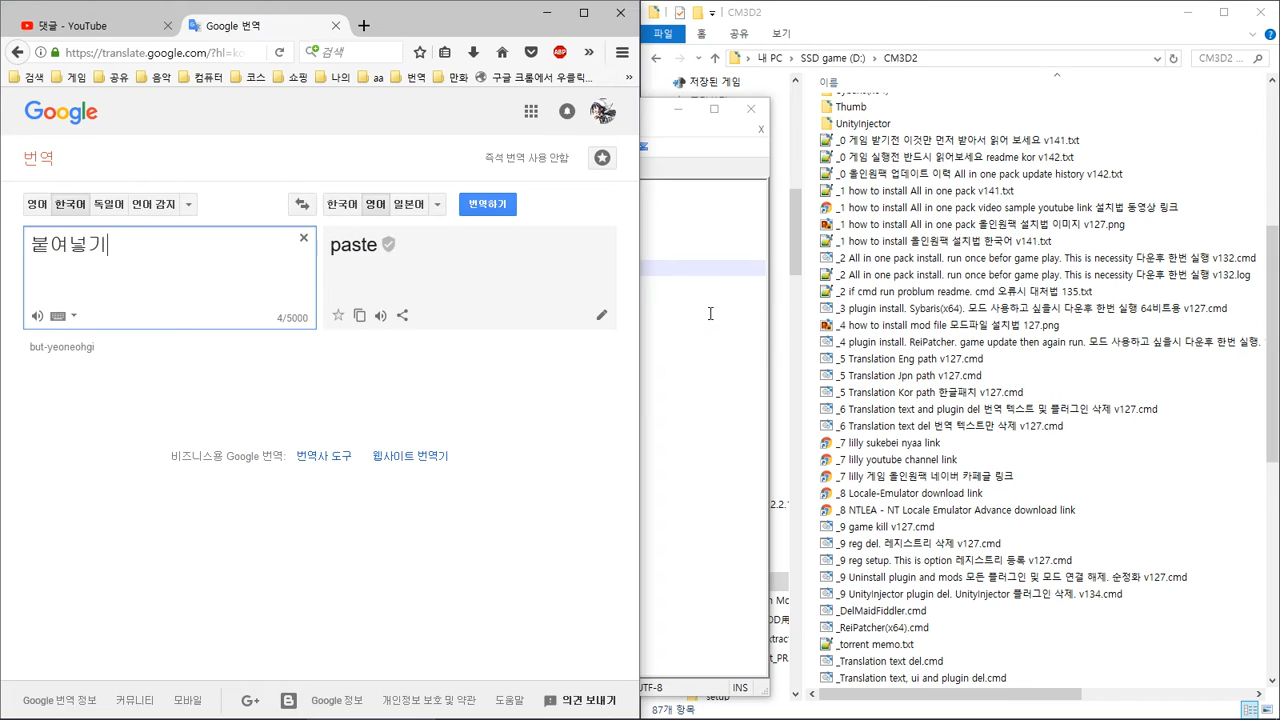 YouTube
Google 번역
https://translate.google.com/
검색
검색 게임 공유 음악 컴퓨터 코스 쇼핑 나의 aa 번역 만화 구글 크롬에서 우클릭...
Google
번역
즉석 번역 사용 안함
영어 한국어 독일어 언어 감지
한국어 영어 일본어
번역하기
붙여넣기
paste
4/5000
but-yeoneohgi
비즈니스용 Google 번역: 번역사 도구 웹사이트 번역기
Google 번역 정보 커뮤니티 모바일 Google 정보 개인정보 보호 및 약관 도움말 의견 보내기
UTF-8 INS
CM3D2
파일 홈 공유 보기
내 PC SSD game (D:) CM3D2
CM3D2 ...
저장된 게임
이름
Thumb
UnityInjector
_0 게임 받기전 이것만 먼저 받아서 읽어 보세요 v141.txt
_0 게임 실행전 반드시 읽어보세요 readme kor v142.txt
_0 올인원팩 업데이트 이력 All in one pack update history v142.txt
_1 how to install All in one pack v141.txt
_1 how to install All in one pack video sample youtube link 설치법 동영상 링크
_1 how to install All in one pack 올인원팩 설치법 이미지 v127.png
_1 how to install 올인원팩 설치법 한국어 v141.txt
_2 All in one pack install. run once befor game play. This is necessity 다운후 한번 실행 v132.cmd
_2 All in one pack install. run once befor game play. This is necessity 다운후 한번 실행 v132.log
_2 if cmd run problum readme. cmd 오류시 대처법 135.txt
_3 plugin install. Sybaris(x64). 모드 사용하고 싶을시 다운후 한번 실행 64비트용 v127.cmd
_4 how to install mod file 모드파일 설치법 127.png
_4 plugin install. ReiPatcher. game update then again run. 모드 사용하고 싶을시 다운후 한번 실행.
_5 Translation Eng path v127.cmd
_5 Translation Jpn path v127.cmd
_5 Translation Kor path 한글패치 v127.cmd
_6 Translation text and plugin del 번역 텍스트 및 플러그인 삭제 v127.cmd
_6 Translation text del 번역 텍스트만 삭제 v127.cmd
_7 lilly sukebei nyaa link
_7 lilly youtube channel link
_7 lilly 게임 올인원팩 네이버 카페글 링크
_8 Locale-Emulator download link
_8 NTLEA - NT Locale Emulator Advance download link
_9 game kill v127.cmd
_9 reg del. 레지스트리 삭제 v127.cmd
_9 reg setup. This is option 레지스트리 등록 v127.cmd
_9 Uninstall plugin and mods 모든 플러그인 및 모드 연결 해제. 순정화 v127.cmd
_9 UnityInjector plugin del. UnityInjector 플러그인 삭제. v134.cmd
_DelMaidFiddler.cmd
_ReiPatcher(x64).cmd
_torrent memo.txt
_Translation text del.cmd
_Translation text, ui and plugin del.cmd
setup
87개 항목